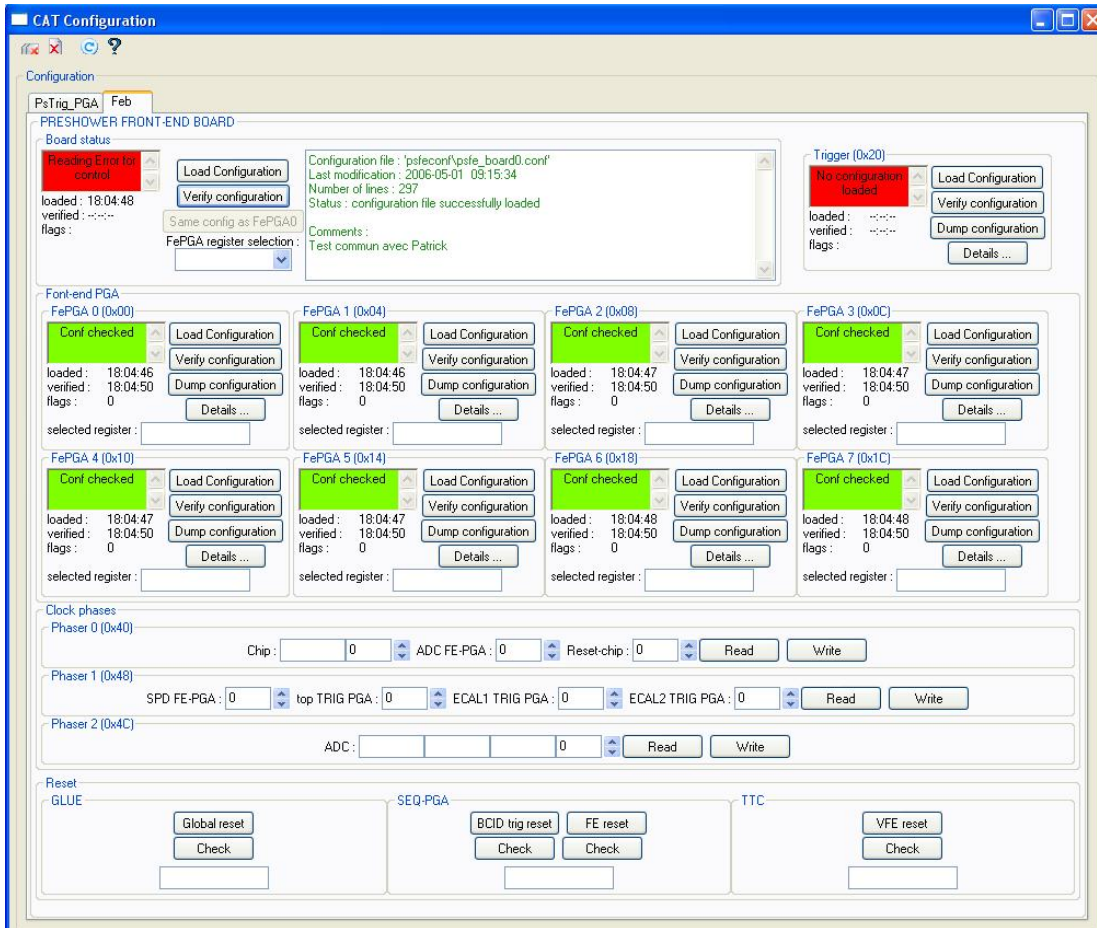 CAT Configuration
Configuration
PsTrig_PGA Feb
PRESHOWER FRONT-END BOARD
Board status
Reading Error for
control
loaded : 18:04:48
verified : --:--:--
flags :
Load Configuration
Verify configuration
Same config as FePGA0
FePGA register selection :
Configuration file : 'psfeconf\psfe_board0.conf'
Last modification : 2006-05-01 09:15:34
Number of lines : 297
Status : configuration file successfully loaded
Comments :
Test commun avec Patrick
Trigger (0x20)
No configuration
loaded
loaded : --:--:--
verified : --:--:--
flags :
Load Configuration
Verify configuration
Dump configuration
Details ...
Font-end PGA
FePGA 0 (0x00)
Conf checked
Load Configuration
Verify configuration
loaded : 18:04:46
verified : 18:04:50
flags : 0
Dump configuration
Details ...
selected register :
FePGA 1 (0x04)
Conf checked
Load Configuration
Verify configuration
loaded : 18:04:46
verified : 18:04:50
flags : 0
Dump configuration
Details ...
selected register :
FePGA 2 (0x08)
Conf checked
Load Configuration
Verify configuration
loaded : 18:04:47
verified : 18:04:50
flags : 0
Dump configuration
Details ...
selected register :
FePGA 3 (0x0C)
Conf checked
Load Configuration
Verify configuration
loaded : 18:04:47
verified : 18:04:50
flags : 0
Dump configuration
Details ...
selected register :
FePGA 4 (0x10)
Conf checked
Load Configuration
Verify configuration
loaded : 18:04:47
verified : 18:04:50
flags : 0
Dump configuration
Details ...
selected register :
FePGA 5 (0x14)
Conf checked
Load Configuration
Verify configuration
loaded : 18:04:47
verified : 18:04:50
flags : 0
Dump configuration
Details ...
selected register :
FePGA 6 (0x18)
Conf checked
Load Configuration
Verify configuration
loaded : 18:04:48
verified : 18:04:50
flags : 0
Dump configuration
Details ...
selected register :
FePGA 7 (0x1C)
Conf checked
Load Configuration
Verify configuration
loaded : 18:04:48
verified : 18:04:50
flags : 0
Dump configuration
Details ...
selected register :
Clock phases
Phaser 0 (0x40)
Chip : 0 ADC FE-PGA : 0 Reset-chip : 0 Read Write
Phaser 1 (0x48)
SPD FE-PGA : 0 top TRIG PGA : 0 ECAL1 TRIG PGA : 0 ECAL2 TRIG PGA : 0 Read Write
Phaser 2 (0x4C)
ADC : 0 Read Write
Reset
GLUE
Global reset
Check
SEQ-PGA
BCID trig reset FE reset
Check Check
TTC
VFE reset
Check